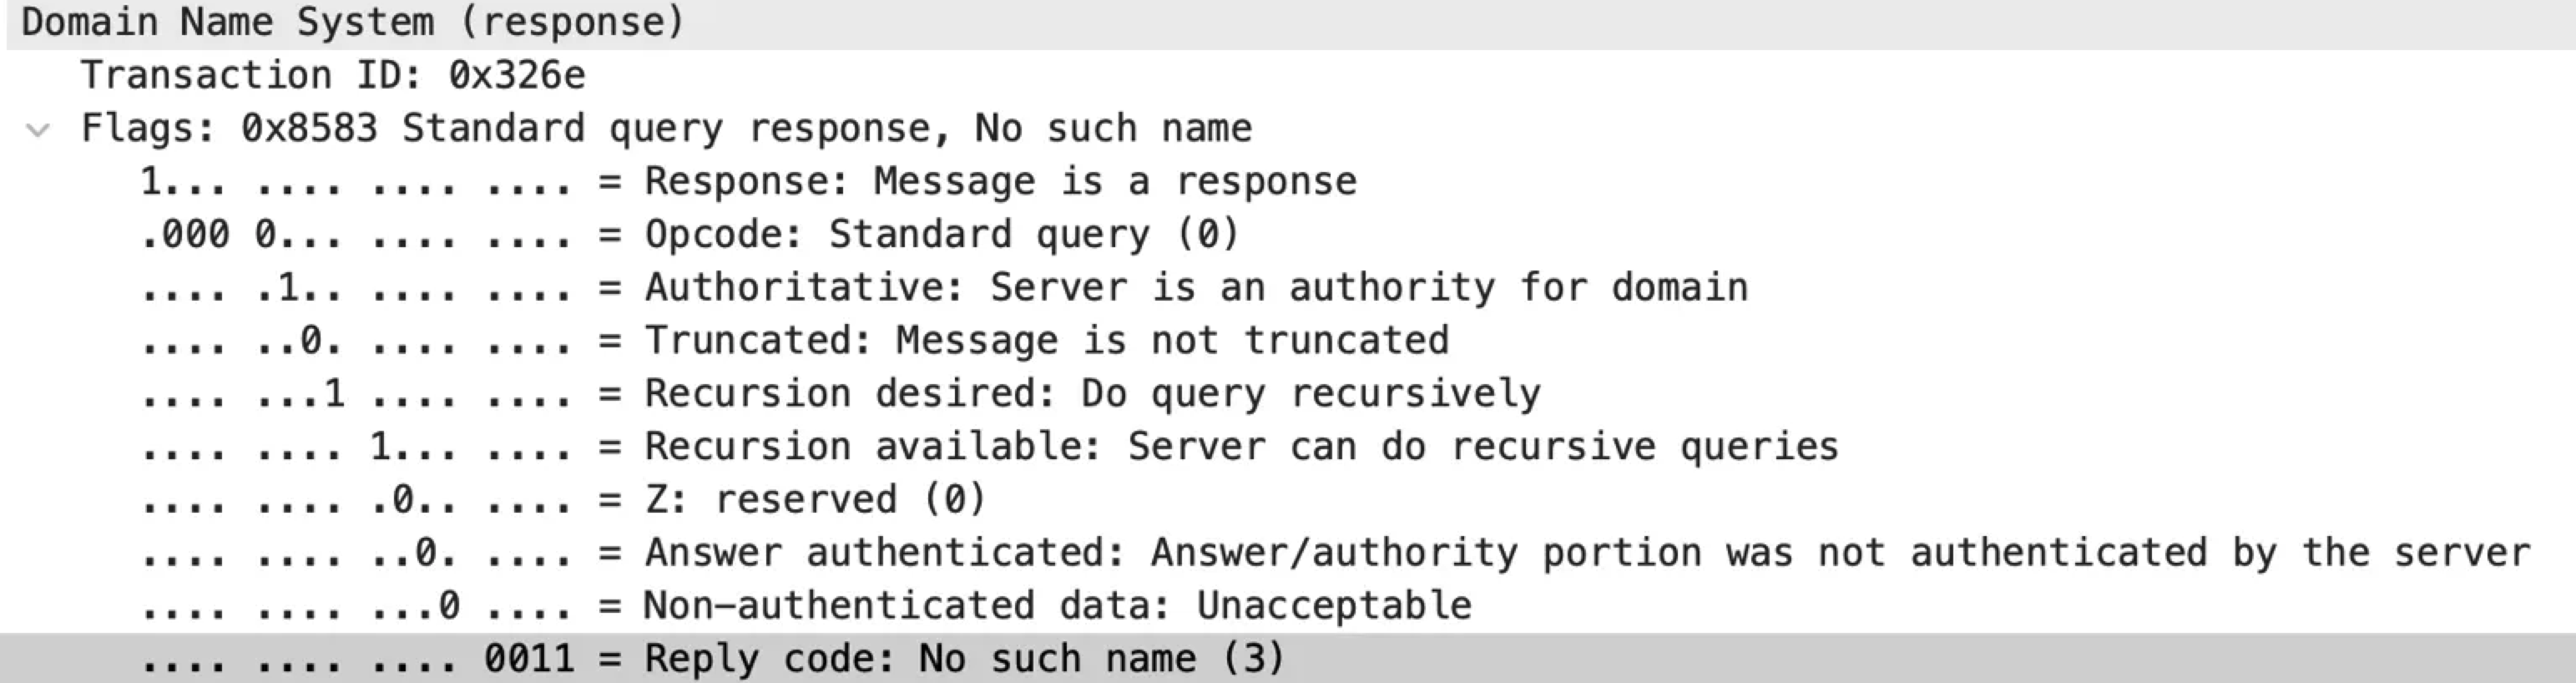 Domain Name System (response)
Transaction ID: 0x326e
Flags: 0x8583 Standard query response, No such name
1... .... .... .... = Response: Message is a response
.000 0... .... .... = Opcode: Standard query (0)
.... .1.. .... .... = Authoritative: Server is an authority for domain
.... ..0. .... .... = Truncated: Message is not truncated
.... ...1 .... .... = Recursion desired: Do query recursively
.... .... 1... .... = Recursion available: Server can do recursive queries
.... .... .0.. .... = Z: reserved (0)
.... .... ..0. .... = Answer authenticated: Answer/authority portion was not authenticated by the server
.... .... ...0 .... = Non-authenticated data: Unacceptable
.... .... .... 0011 = Reply code: No such name (3)